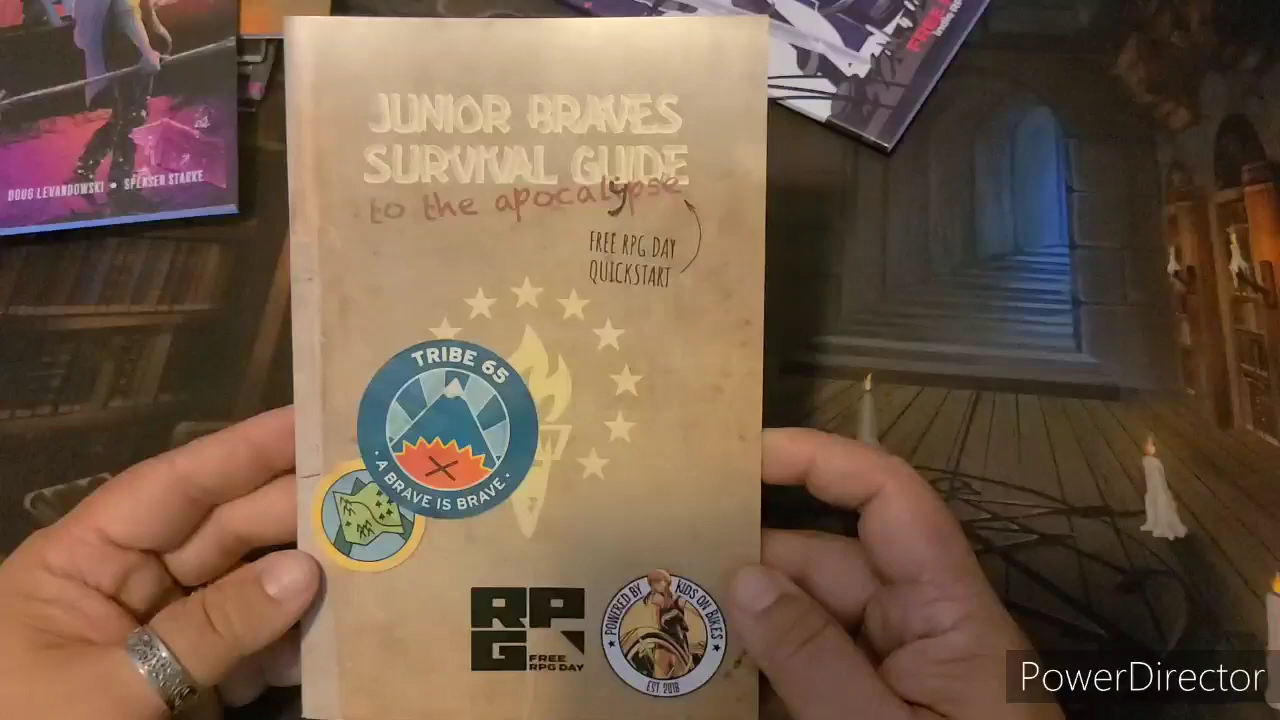 JUNIOR BRAVES
SURVIVAL GUIDE
to the apocalypse
FREE RPG DAY
QUICKSTART
TRIBE 65
• A BRAVE IS BRAVE •
RPG
FREE
RPG DAY
POWERED BY KIDS ON BIKES
EST. 2018
DOUG LEVANDOWSKI • SPENSER STARKE
FREE
PowerDirector